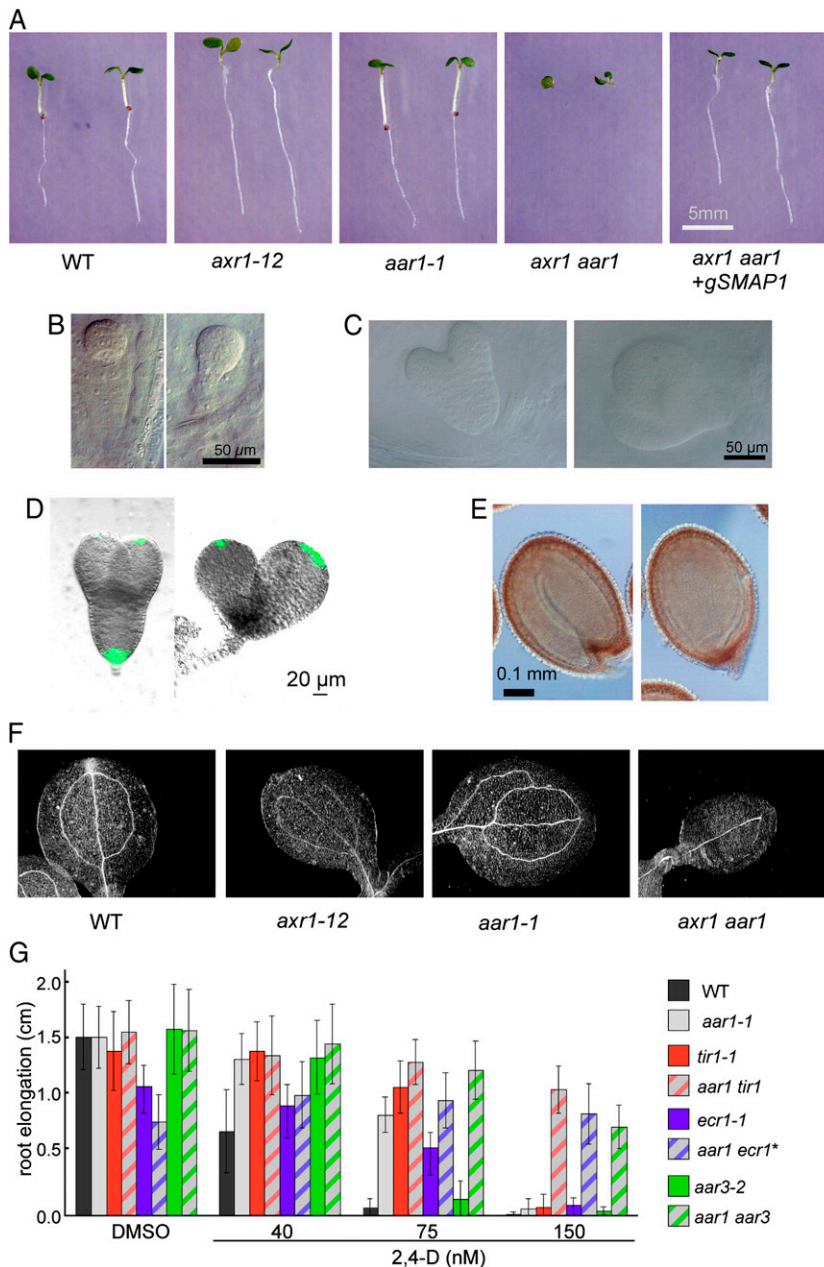 A
5mm
WT
axr1-12
aar1-1
axr1 aar1
axr1 aar1
+gSMAP1
B
50 µm
C
50 µm
D
20 µm
E
0.1 mm
F
WT
axr1-12
aar1-1
axr1 aar1
G
root elongation (cm)
2.0
1.5
1.0
0.5
0.0
DMSO
40
75
150
2,4-D (nM)
WT
aar1-1
tir1-1
aar1 tir1
ecr1-1
aar1 ecr1*
aar3-2
aar1 aar3